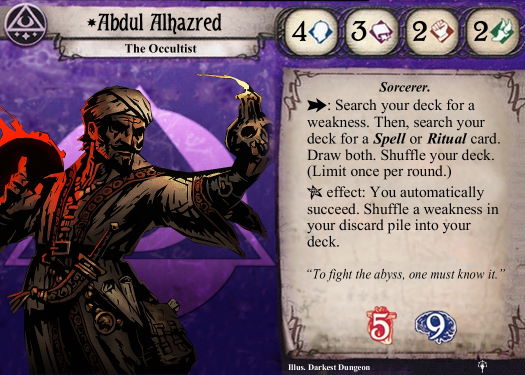 *Abdul Alhazred
The Occultist
4 3 2 2
Sorcerer.
: Search your deck for a
weakness. Then, search your
deck for a Spell or Ritual card.
Draw both. Shuffle your deck.
(Limit once per round.)
effect: You automatically
succeed. Shuffle a weakness in
your discard pile into your
deck.
“To fight the abyss, one must know it.”
5 9
Illus. Darkest Dungeon